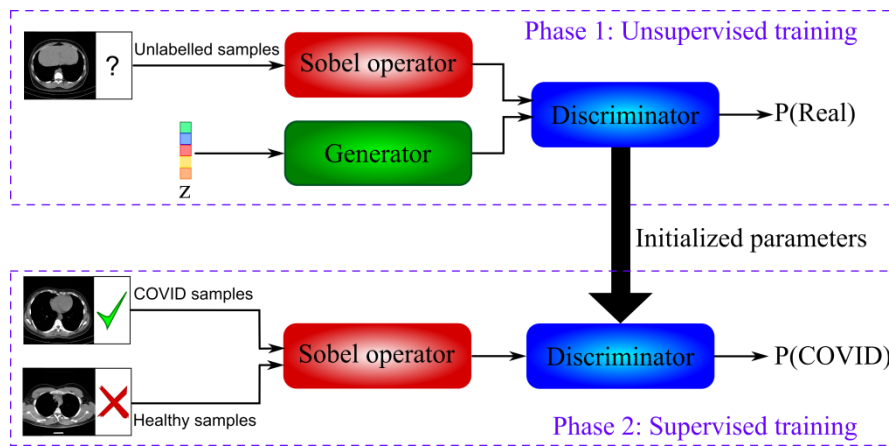 Phase 1: Unsupervised training
Unlabelled samples
?
Sobel operator
Discriminator
P(Real)
Generator
z
Initialized parameters
COVID samples
Sobel operator
Discriminator
P(COVID)
Healthy samples
Phase 2: Supervised training